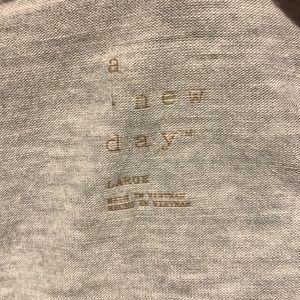 a
new
day™
LARGE
MADE IN VIETNAM
HECHO EN VIETNAM